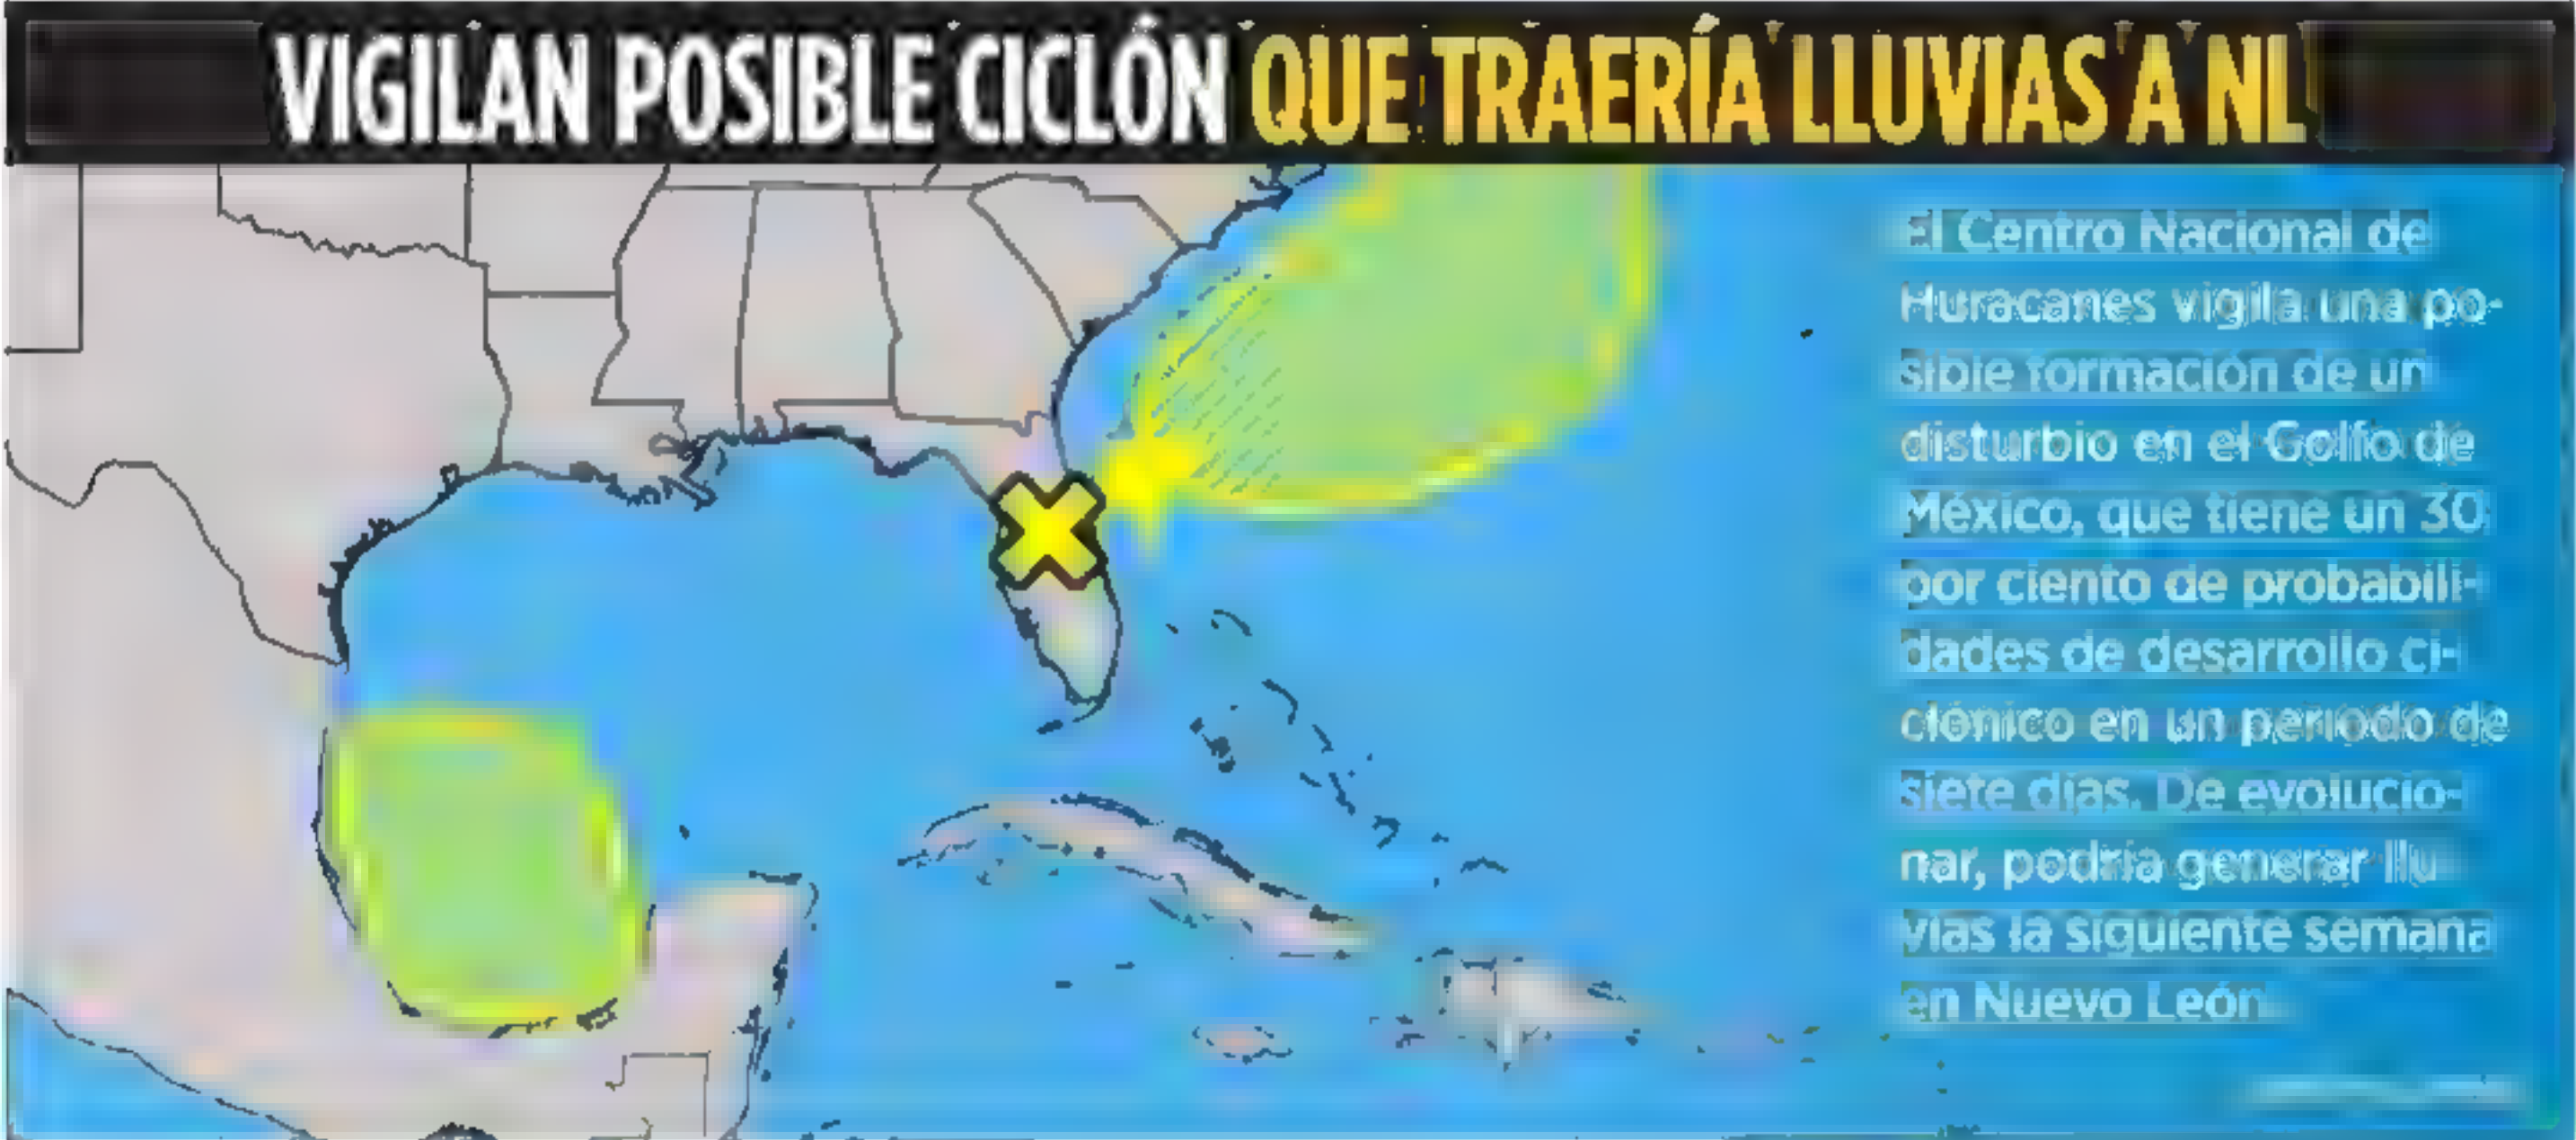 VIGILAN POSIBLE CICLÓN QUE TRAERÍA LLUVIAS A NL
El Centro Nacional de
Huracanes vigila una po-
sible formación de un
disturbio en el Golfo de
México, que tiene un 30
por ciento de probabili-
dades de desarrollo ci-
clónico en un periodo de
siete días. De evolucio-
nar, podría generar llu
vias la siguiente semana
en Nuevo León